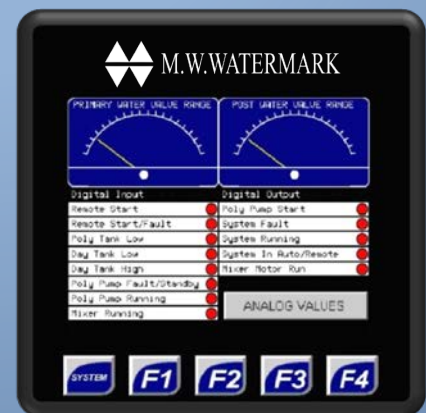 M.W.WATERMARK
PRIMARY WATER VALVE RANGE
POST WATER VALVE RANGE
Digital Input
Digital Output
Remote Start
Poly Pump Start
Remote Start/Fault
System Fault
Poly Tank Low
System Running
Day Tank Low
System In Auto/Remote
Day Tank High
Mixer Motor Run
Poly Pump Fault/Standby
Poly Pump Running
Mixer Running
ANALOG VALUES
SYSTEM
F1
F2
F3
F4